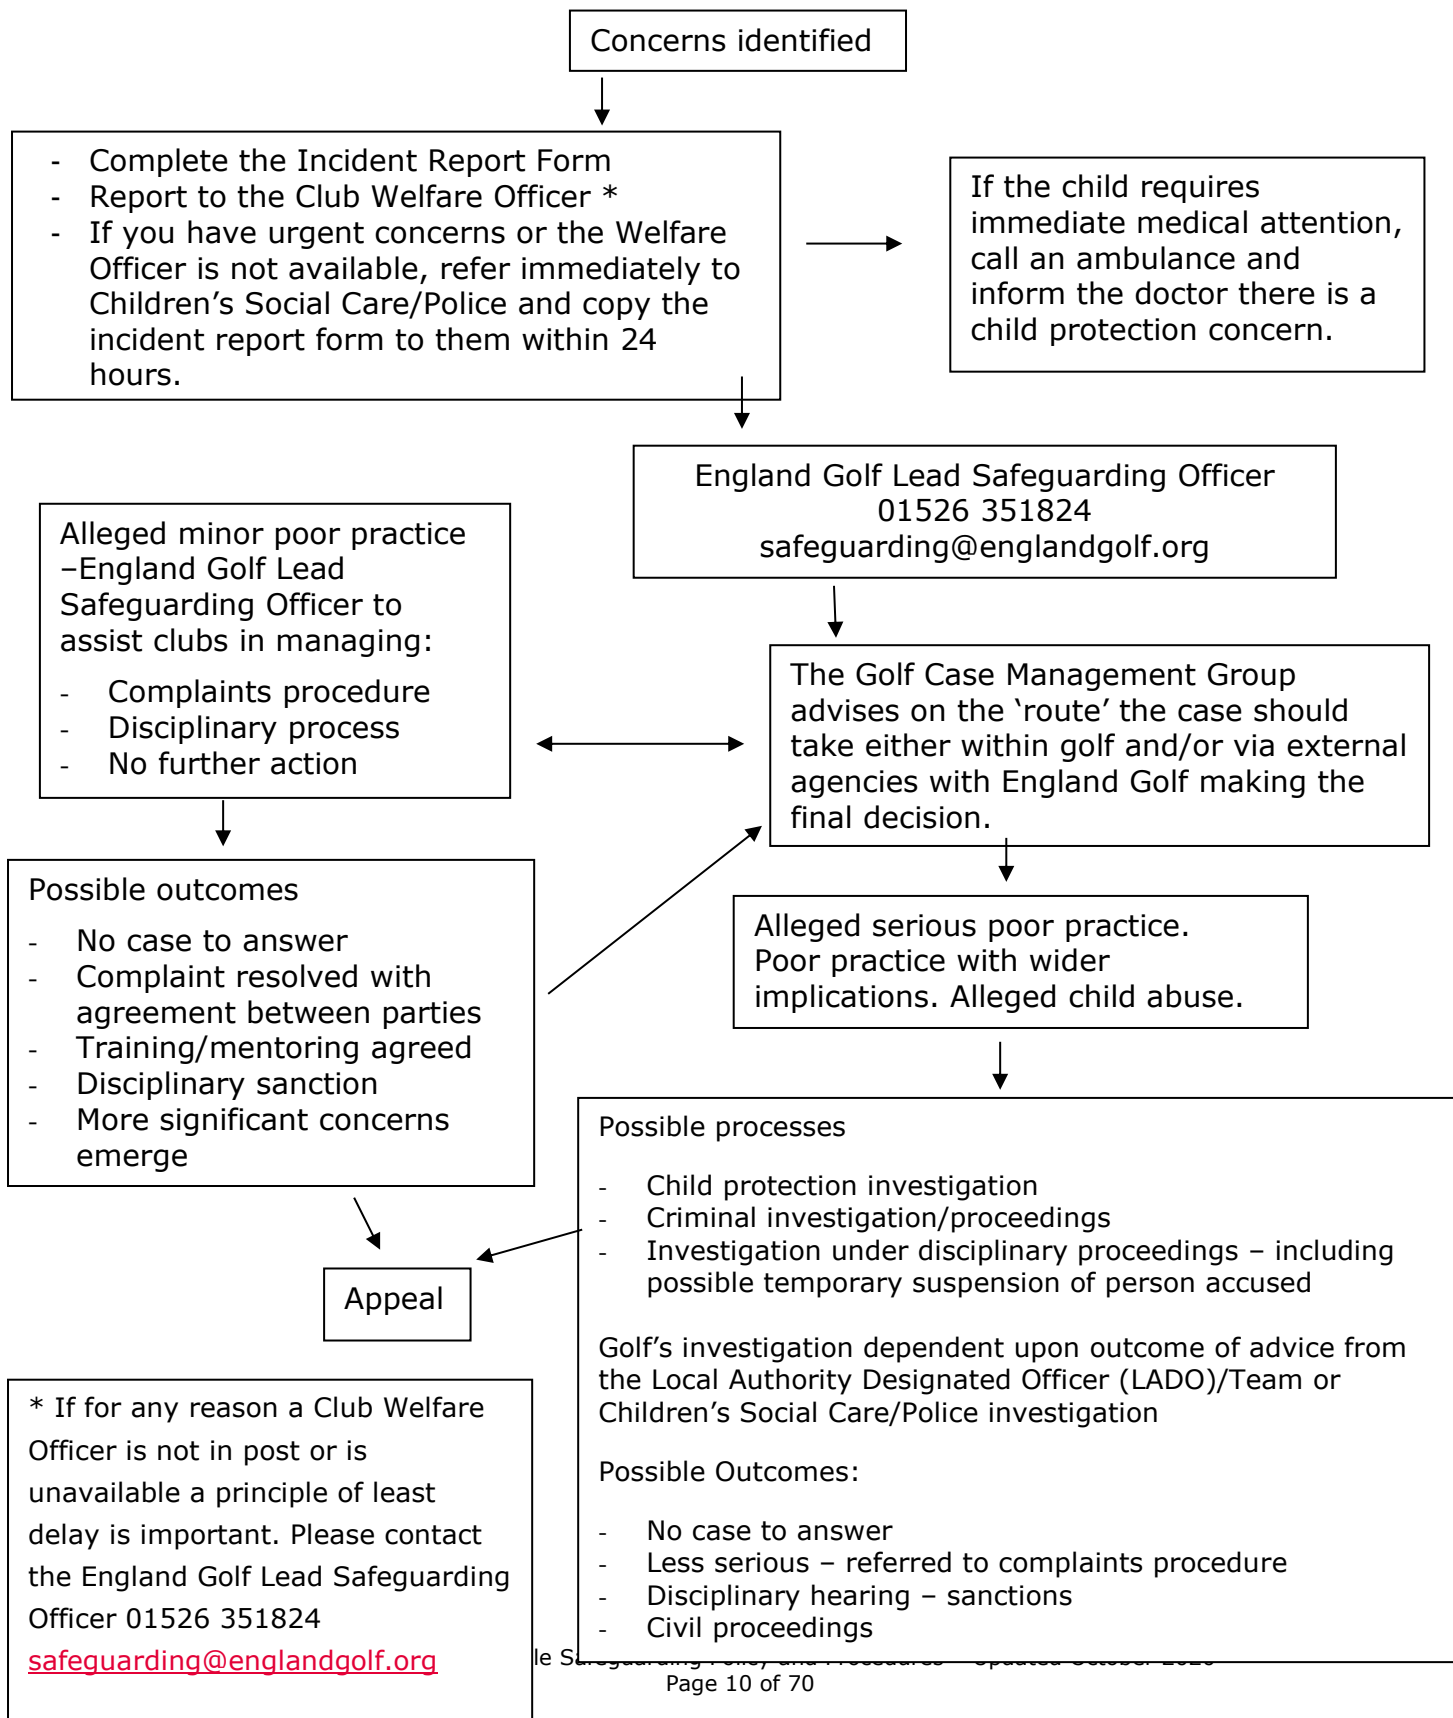 Concerns identified
- Complete the Incident Report Form
- Report to the Club Welfare Officer *
- If you have urgent concerns or the Welfare
Officer is not available, refer immediately to
Children’s Social Care/Police and copy the
incident report form to them within 24
hours.
If the child requires
immediate medical attention,
call an ambulance and
inform the doctor there is a
child protection concern.
England Golf Lead Safeguarding Officer
01526 351824
safeguarding@englandgolf.org
Alleged minor poor practice
–England Golf Lead
Safeguarding Officer to
assist clubs in managing:
- Complaints procedure
- Disciplinary process
- No further action
The Golf Case Management Group
advises on the ‘route’ the case should
take either within golf and/or via external
agencies with England Golf making the
final decision.
Possible outcomes
- No case to answer
- Complaint resolved with
agreement between parties
- Training/mentoring agreed
- Disciplinary sanction
- More significant concerns
emerge
Alleged serious poor practice.
Poor practice with wider
implications. Alleged child abuse.
Possible processes
- Child protection investigation
- Criminal investigation/proceedings
- Investigation under disciplinary proceedings – including
possible temporary suspension of person accused
Golf’s investigation dependent upon outcome of advice from
the Local Authority Designated Officer (LADO)/Team or
Children’s Social Care/Police investigation
Possible Outcomes:
- No case to answer
- Less serious – referred to complaints procedure
- Disciplinary hearing – sanctions
- Civil proceedings
Appeal
* If for any reason a Club Welfare
Officer is not in post or is
unavailable a principle of least
delay is important. Please contact
the England Golf Lead Safeguarding
Officer 01526 351824
safeguarding@englandgolf.org
Page 10 of 70